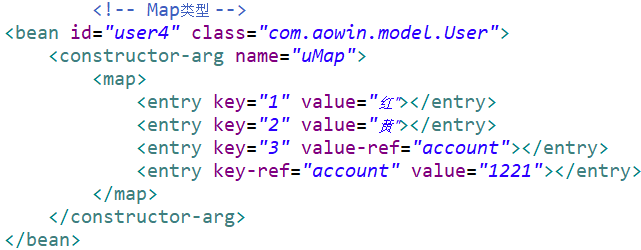 <!-- Map类型 -->
<bean id="user4" class="com.aowin.model.User">
<constructor-arg name="uMap">
<map>
<entry key="1" value="红"></entry>
<entry key="2" value="黄"></entry>
<entry key="3" value-ref="account"></entry>
<entry key-ref="account" value="1221"></entry>
</map>
</constructor-arg>
</bean>